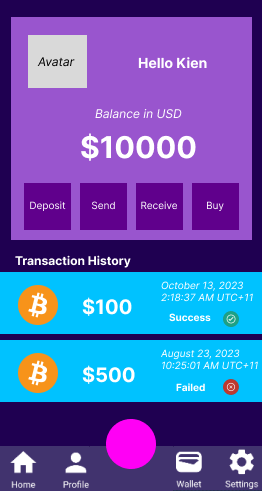 Avatar
Hello Kien
Balance in USD
$10000
Deposit Send Receive Buy
Transaction History
October 13, 2023
$100
2:18:37 AM UTC+11
Success
August 23, 2023
10:25:01 AM UTC+11
$500
Failed
Home Profile Wallet Settings